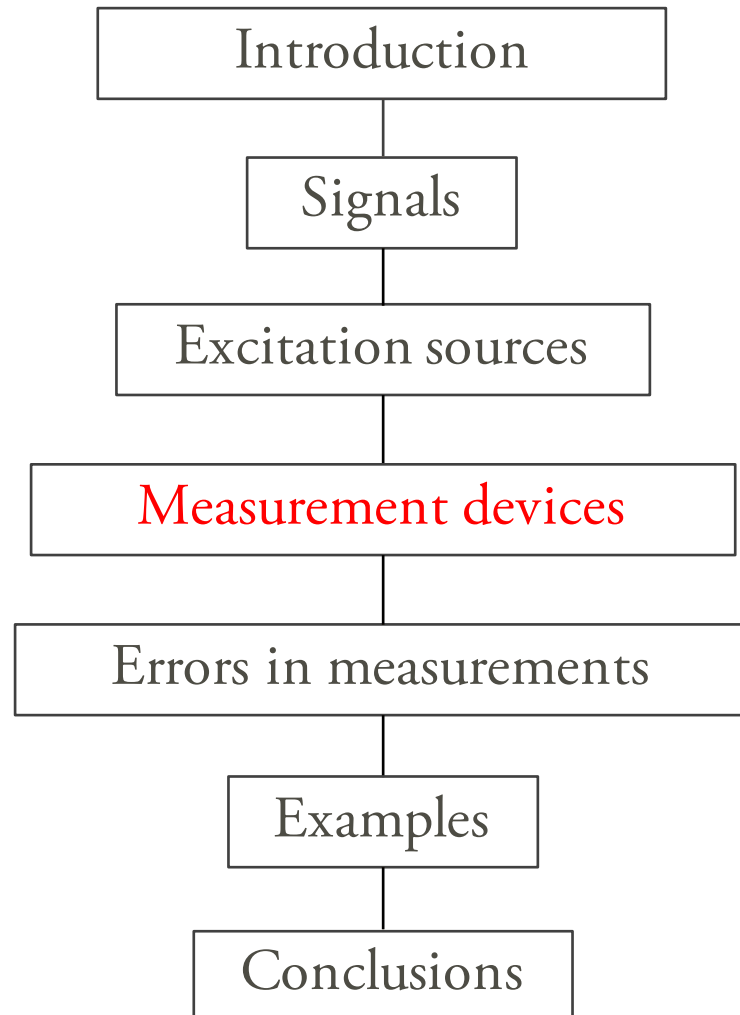 Introduction
Signals
Excitation sources
Measurement devices
Errors in measurements
Examples
Conclusions